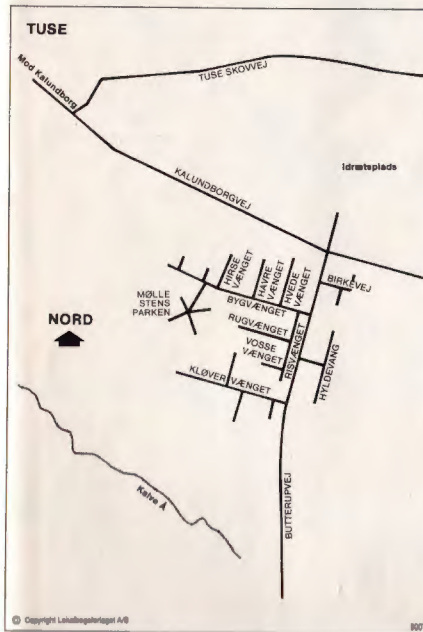 TUSE
Mod Kalundborg
TUSE SKOVVEJ
KALUNDBORGVEJ
Idrætsplads
HIRSE
VÆNGET
HAVRE
VÆNGET
HVEDE
VÆNGET
BIRKEVEJ
MØLLE
STENS
PARKEN
BYGVÆNGET
RUGVÆNGET
NORD
VOSSE
VÆNGET
RISVÆNGET
HYLDEVANG
KLØVER VÆNGET
BUTTERUPVEJ
Kalve Å
© Copyright Lokalbogsforlaget A/S